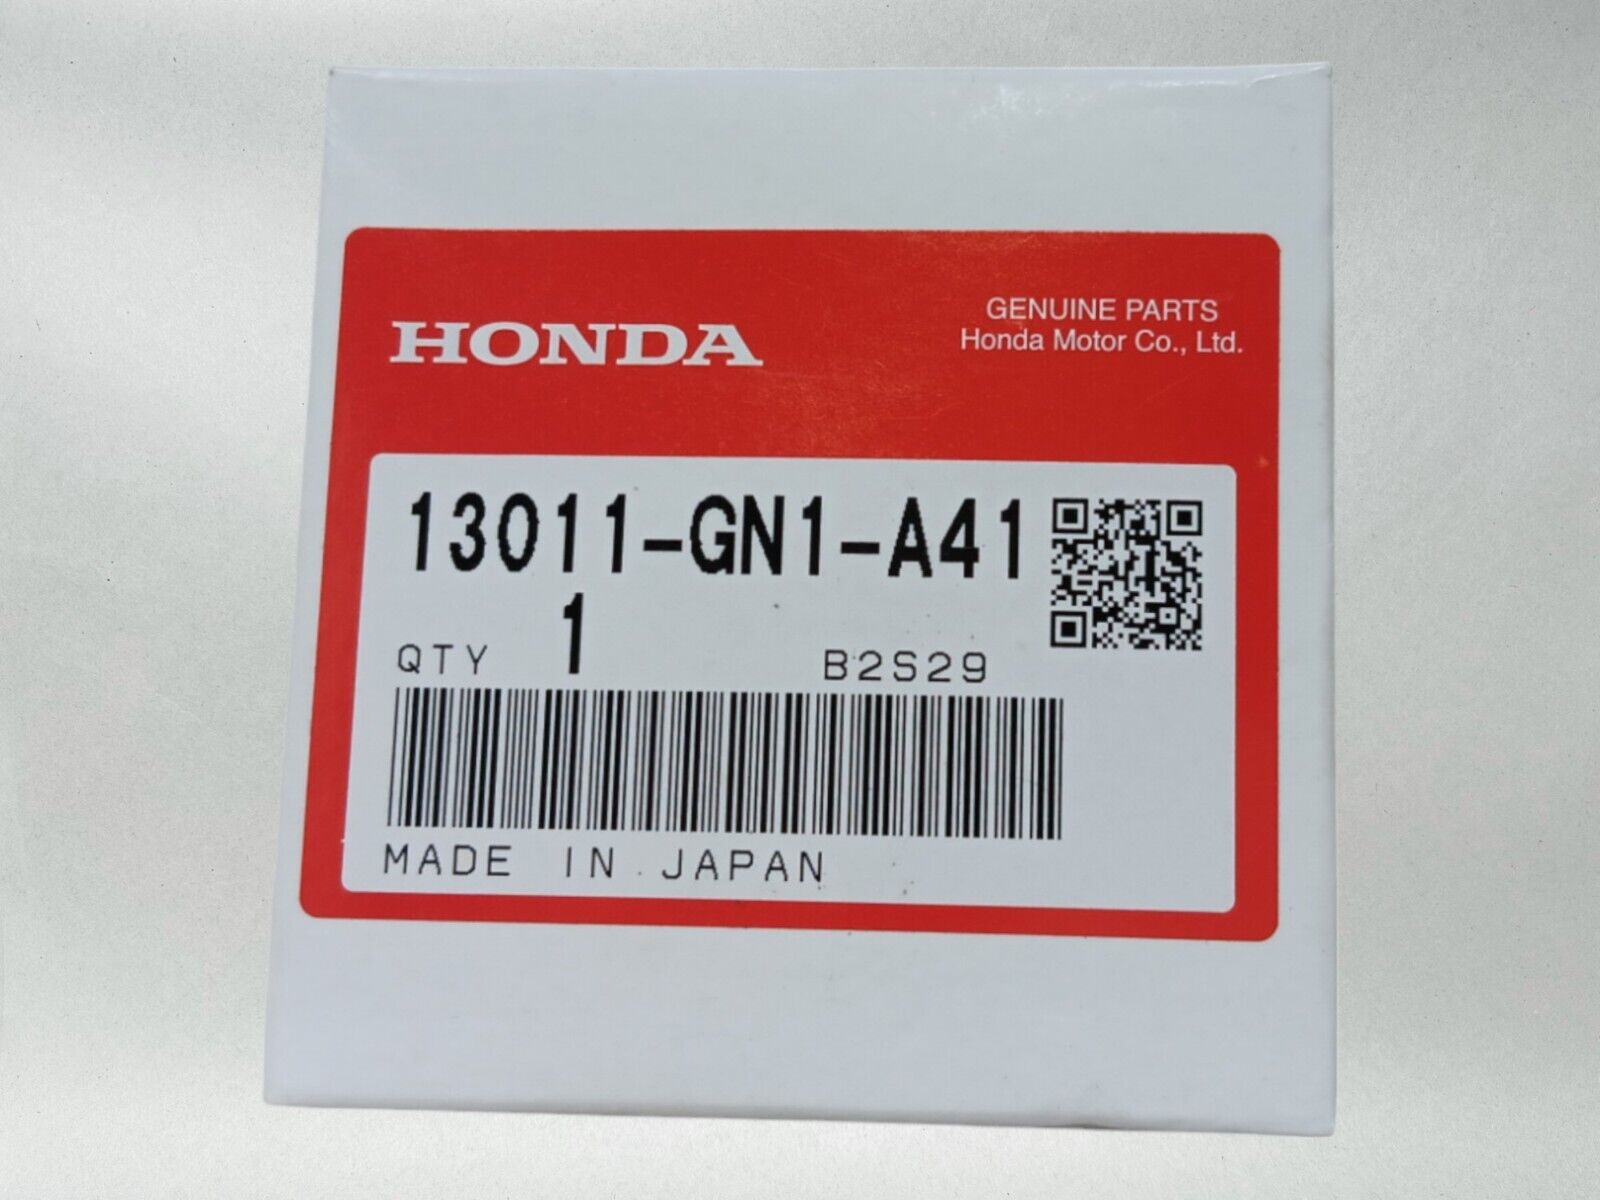 HONDA
GENUINE PARTS
Honda Motor Co., Ltd.
13011-GN1-A41
QTY 1 B2S29
MADE IN JAPAN